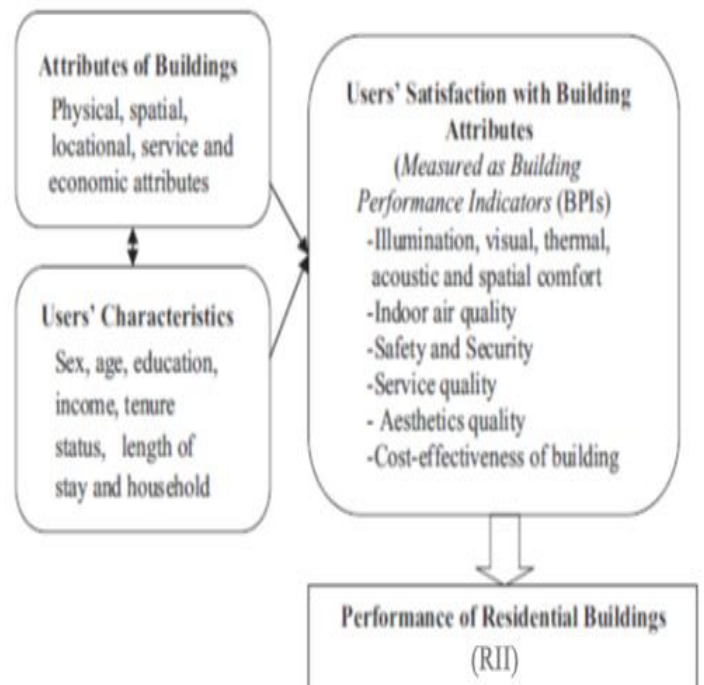 Attributes of Buildings
Physical, spatial,
locational, service and
economic attributes
Users' Characteristics
Sex, age, education,
income, tenure
status, length of
stay and household
Users' Satisfaction with Building
Attributes
(Measured as Building
Performance Indicators (BPIs)
-Illumination, visual, thermal,
acoustic and spatial comfort
-Indoor air quality
-Safety and Security
-Service quality
- Aesthetics quality
-Cost-effectiveness of building
Performance of Residential Buildings
(RII)